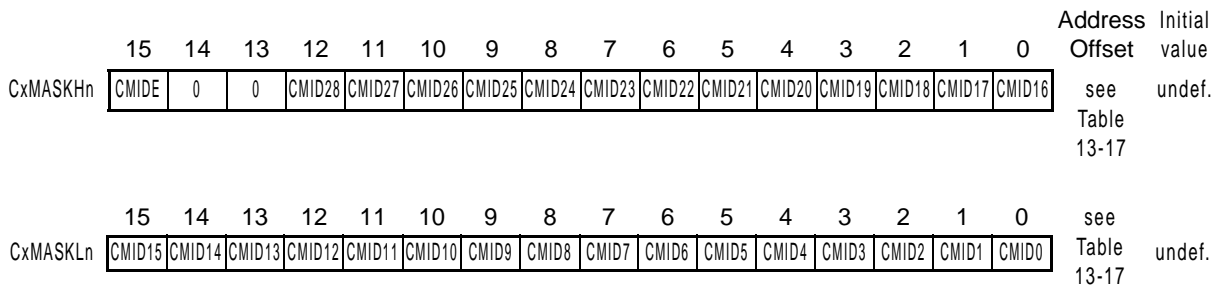 Address Initial
15 14 13 12 11 10 9 8 7 6 5 4 3 2 1 0 Offset value
CxMASKHn CMIDE 0 0 CMID28 CMID27 CMID26 CMID25 CMID24 CMID23 CMID22 CMID21 CMID20 CMID19 CMID18 CMID17 CMID16 see undef.
Table
13-17
15 14 13 12 11 10 9 8 7 6 5 4 3 2 1 0 see
CxMASKLn CMID15 CMID14 CMID13 CMID12 CMID11 CMID10 CMID9 CMID8 CMID7 CMID6 CMID5 CMID4 CMID3 CMID2 CMID1 CMID0 Table undef.
13-17